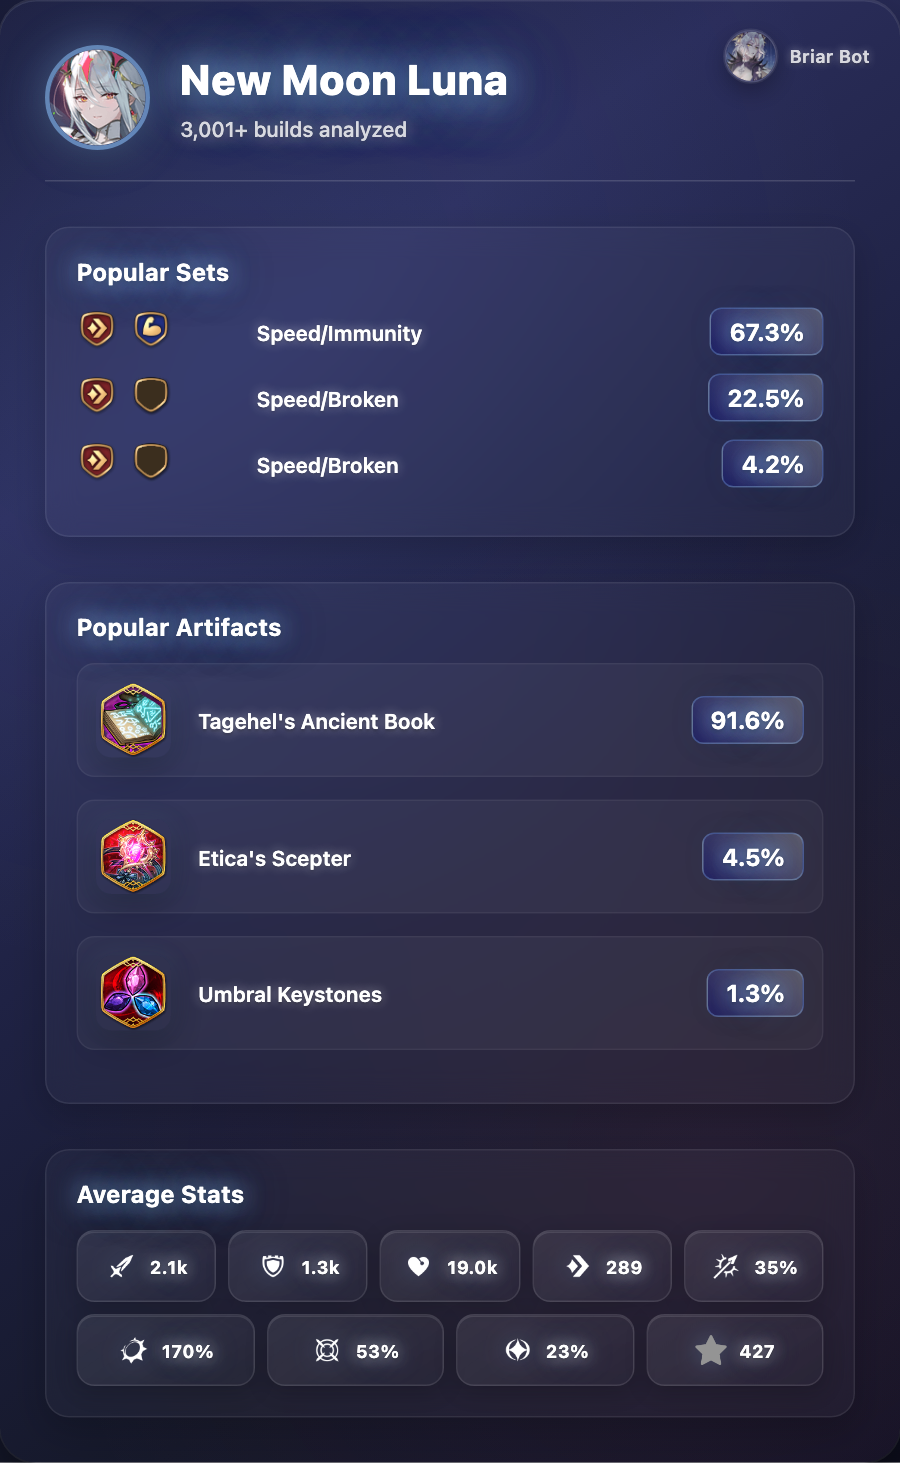 New Moon Luna
3,001+ builds analyzed
Briar Bot
Popular Sets
Speed/Immunity
67.3%
Speed/Broken
22.5%
Speed/Broken
4.2%
Popular Artifacts
Tagehel's Ancient Book
91.6%
Etica's Scepter
4.5%
Umbral Keystones
1.3%
Average Stats
2.1k
1.3k
19.0k
289
35%
170%
53%
23%
427